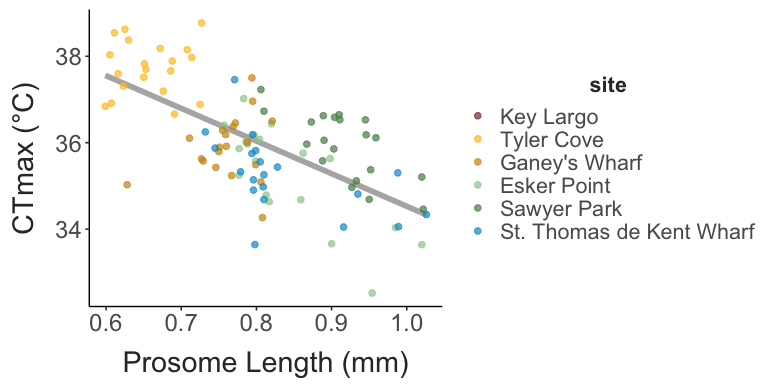 CTmax (°C)
38
36
34
0.6 0.7 0.8 0.9 1.0
Prosome Length (mm)
site
Key Largo
Tyler Cove
Ganey's Wharf
Esker Point
Sawyer Park
St. Thomas de Kent Wharf